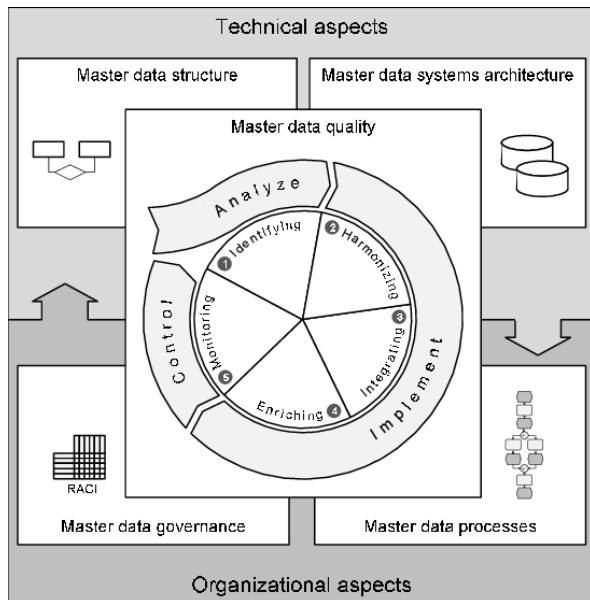 Technical aspects
Master data structure
Master data systems architecture
Master data quality
Analyze
Implement
Control
1 Identifying
2 Harmonizing
3 Integrating
4 Enriching
5 Monitoring
RACI
Master data governance
Master data processes
Organizational aspects